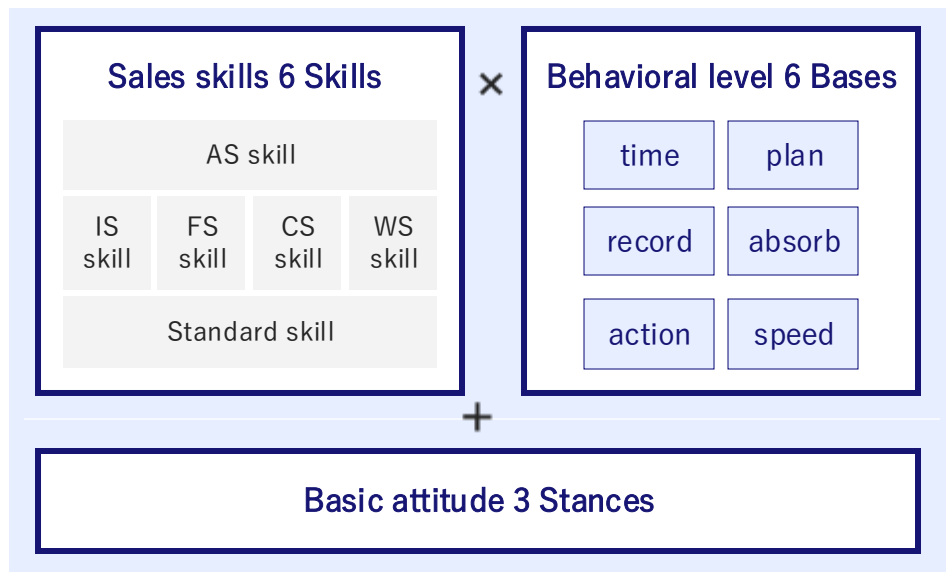 Sales skills 6 Skills
AS skill
IS
skill
FS
skill
CS
skill
WS
skill
Standard skill
×
Behavioral level 6 Bases
time
plan
record
absorb
action
speed
+
Basic attitude 3 Stances